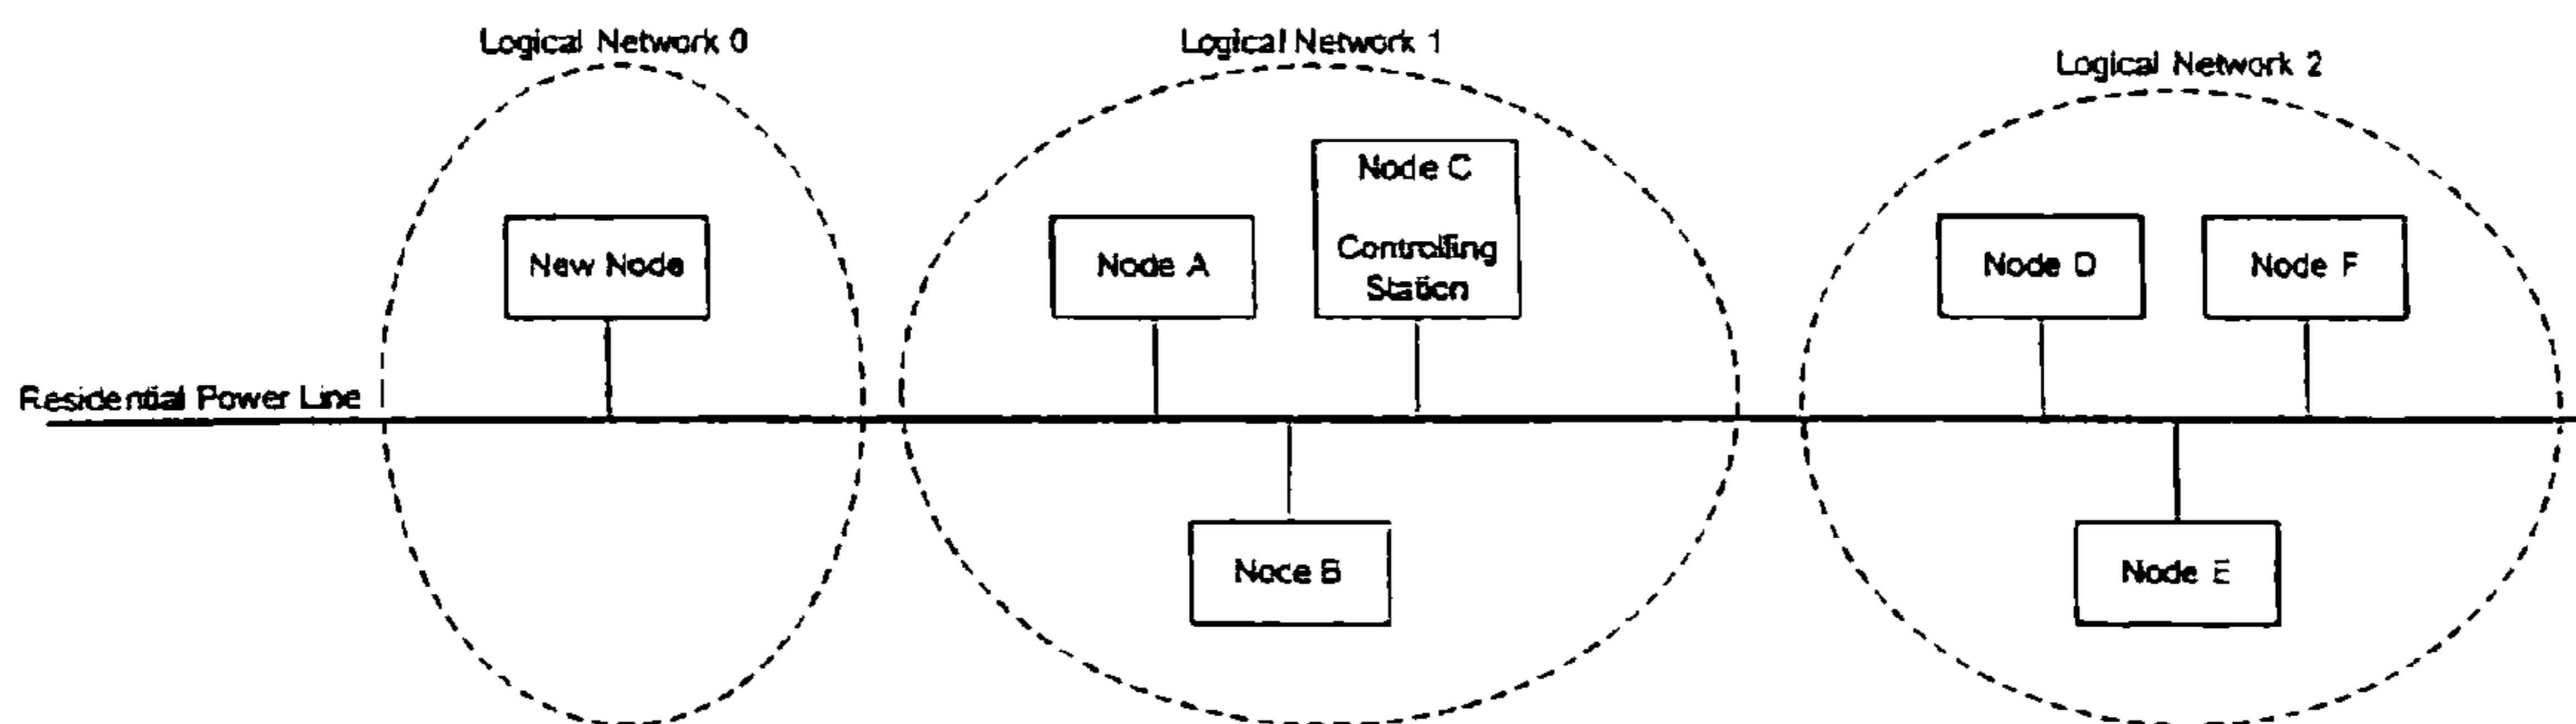 Logical Network 0
Logical Network 1
Logical Network 2
New Node
Node A
Node C
Controlling
Station
Node D
Node F
Residential Power Line
Node B
Node E